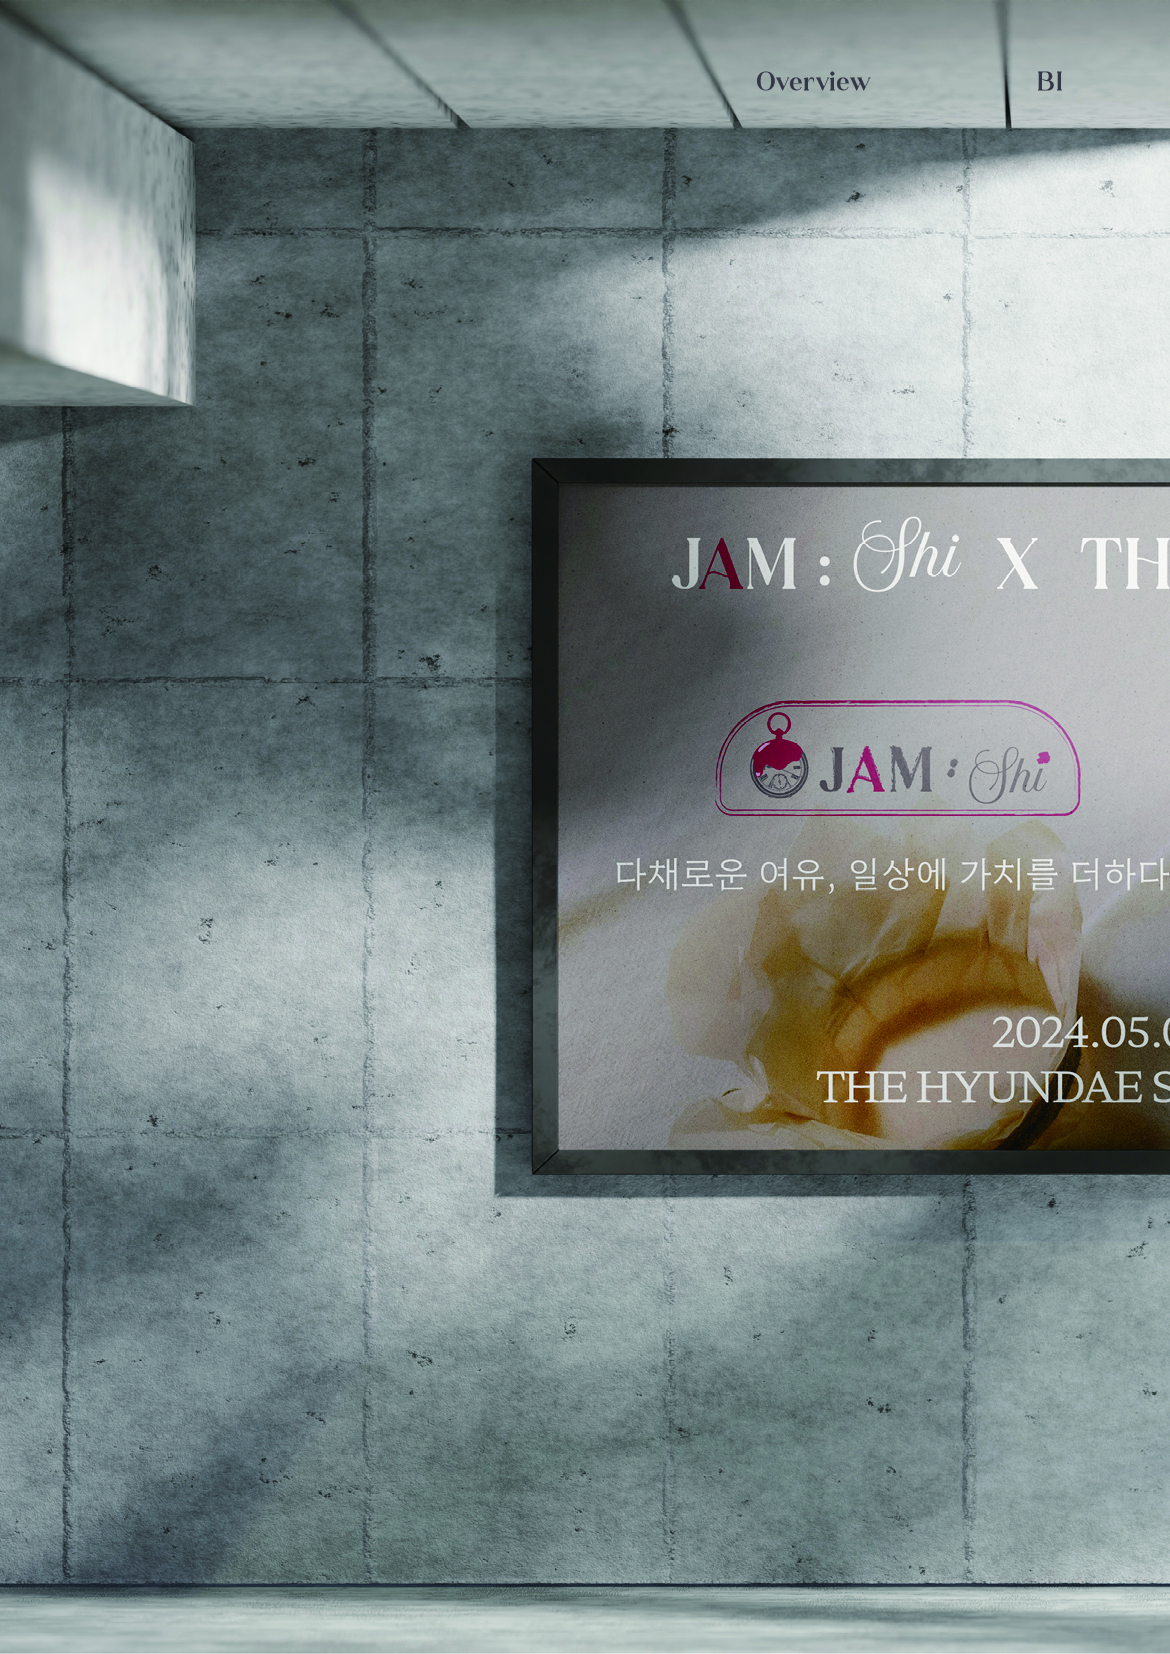 Overview BI
JAM : Shi X TH
JAM : Shi
다채로운 여유, 일상에 가치를 더하다
2024.05.0
THE HYUNDAE S